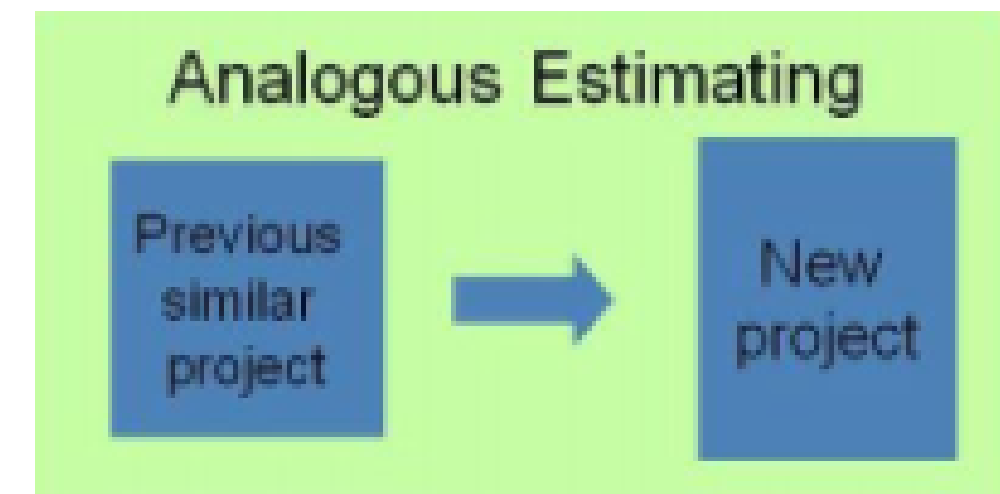 Analogous Estimating
Previous
similar
project
New
project